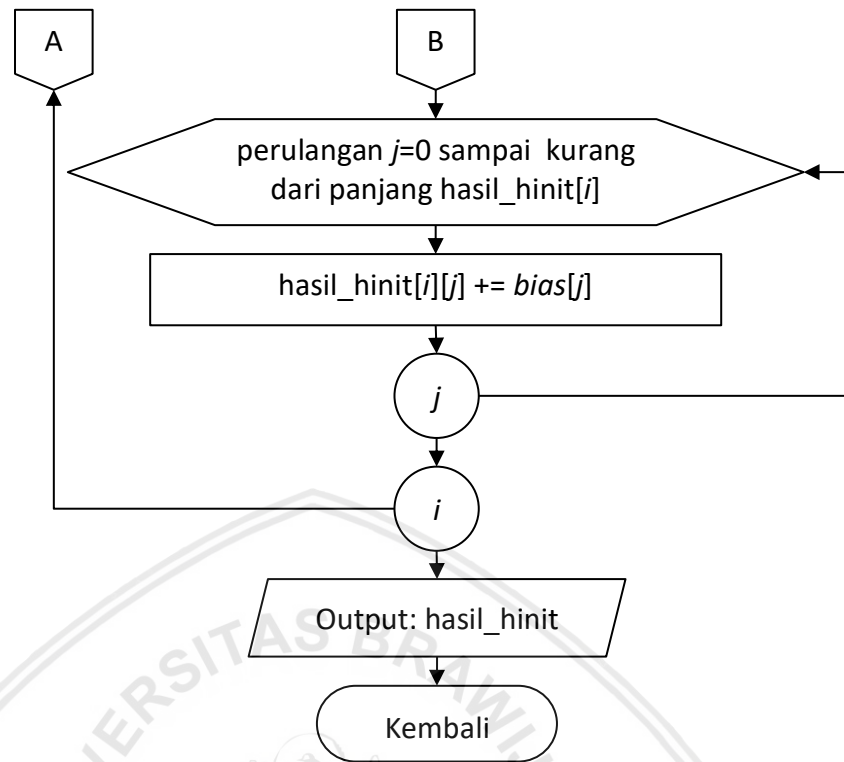 A
B
perulangan j=0 sampai kurang
dari panjang hasil_hinit[i]
hasil_hinit[i][j] += bias[j]
j
i
Output: hasil_hinit
Kembali